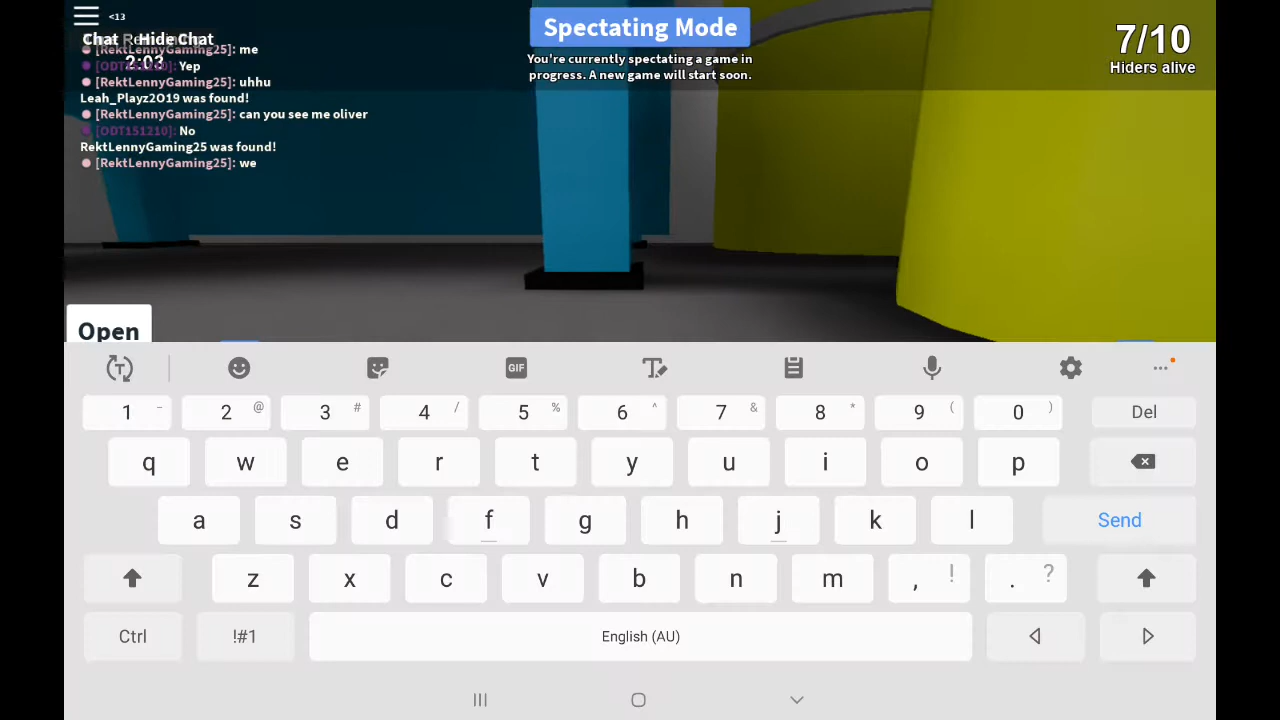 <13
Spectating Mode
You're currently spectating a game in
progress. A new game will start soon.
7/10
Hiders alive
Chat Hide Chat
2:03
[RektLennyGaming25]: me
[ODT151210]: Yep
[RektLennyGaming25]: uhhu
Leah_Playz2019 was found!
[RektLennyGaming25]: can you see me oliver
[ODT151210]: No
RektLennyGaming25 was found!
[RektLennyGaming25]: we
Open
T GIF T ...
1 - 2 @ 3 # 4 / 5 % 6 ^ 7 & 8 * 9 ( 0 ) Del
q w e r t y u i o p
a s d f g h j k l Send
z x c v b n m , ! . ?
Ctrl !#1 English (AU)